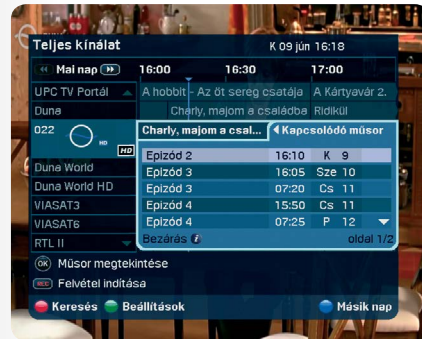 Teljes kínálat K 09 jún 16:18
Mai nap 16:00 16:30 17:00
UPC TV Portál A hobbit - Az öt sereg csatája A Kártyavár 2.
Duna Charly, majom a családba Ridikül
022 HD HD Charly, majom a csal... Kapcsolódó műsor
Epizód 2 16:10 K 9
Duna World Epizód 3 16:05 Sze 10
Duna World HD Epizód 3 07:20 Cs 11
VIASAT3 Epizód 4 15:50 Cs 11
VIASAT6 Epizód 4 07:25 P 12
RTL II Bezárás i oldal 1/2
OK Műsor megtekintése
REC Felvétel indítása
Keresés Beállítások Másik nap